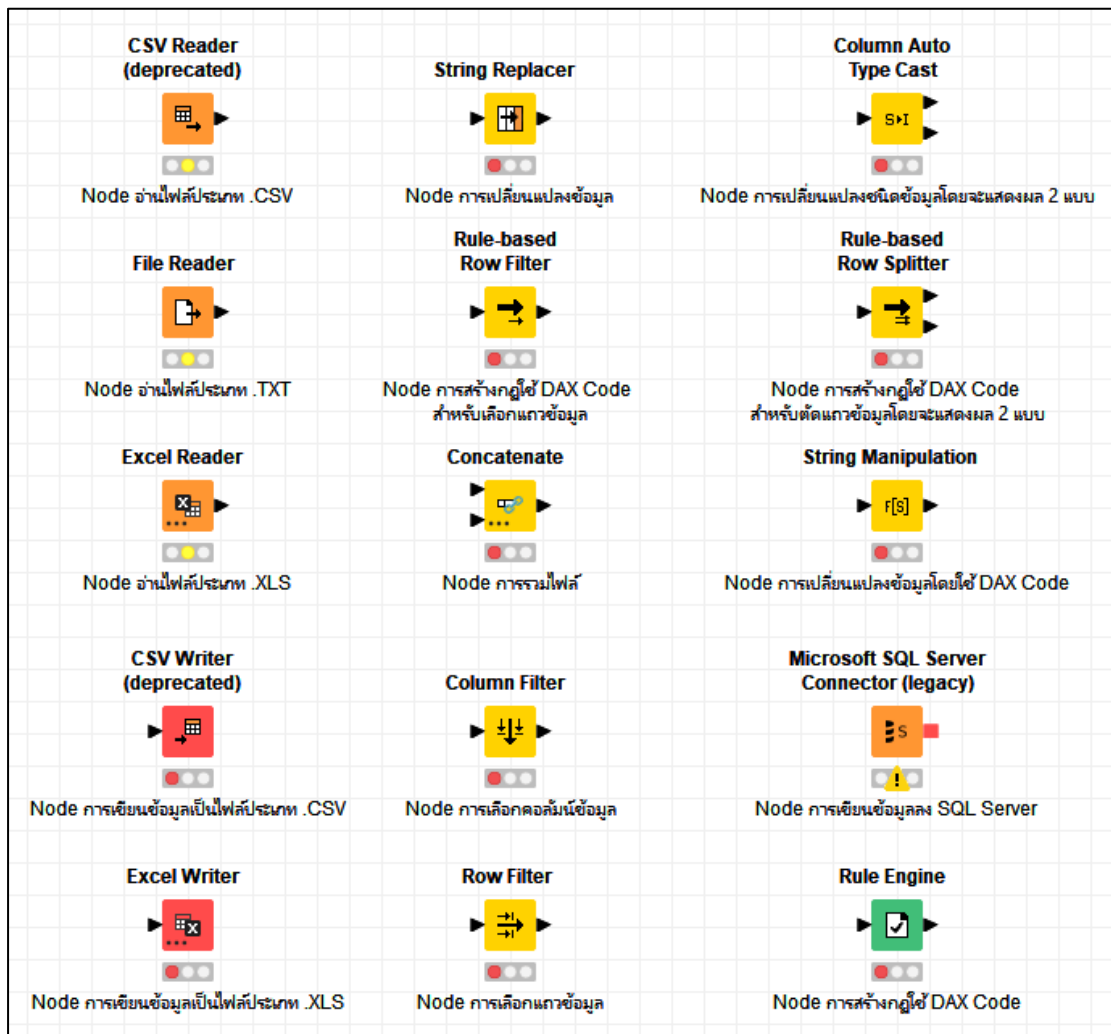 CSV Reader
(deprecated)
String Replacer
Column Auto
Type Cast
S▸I
Node อ่านไฟล์ประเภท .CSV
Node การเปลี่ยนแปลงข้อมูล
Node การเปลี่ยนแปลงชนิดข้อมูลโดยจะแสดงผล 2 แบบ
File Reader
Rule-based
Row Filter
Rule-based
Row Splitter
Node อ่านไฟล์ประเภท .TXT
Node การสร้างกฎใช้ DAX Code
สำหรับเลือกแถวข้อมูล
Node การสร้างกฎใช้ DAX Code
สำหรับตัดแถวข้อมูลโดยจะแสดงผล 2 แบบ
Excel Reader
Concatenate
String Manipulation
X
F[S]
Node อ่านไฟล์ประเภท .XLS
Node การรวมไฟล์
Node การเปลี่ยนแปลงข้อมูลโดยใช้ DAX Code
CSV Writer
(deprecated)
Column Filter
Microsoft SQL Server
Connector (legacy)
S
Node การเขียนข้อมูลเป็นไฟล์ประเภท .CSV
Node การเลือกคอลัมน์ข้อมูล
Node การเขียนข้อมูลลง SQL Server
Excel Writer
Row Filter
Rule Engine
X
Node การเขียนข้อมูลเป็นไฟล์ประเภท .XLS
Node การเลือกแถวข้อมูล
Node การสร้างกฎใช้ DAX Code